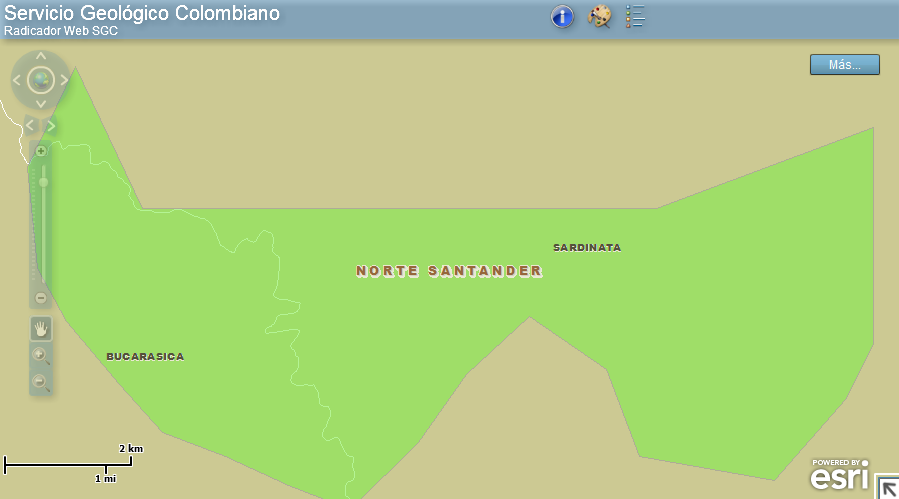 Servicio Geológico Colombiano
Radicador Web SGC
Más...
SARDINATA
NORTE SANTANDER
BUCARASICA
2 km
1 mi
POWERED BY
esri